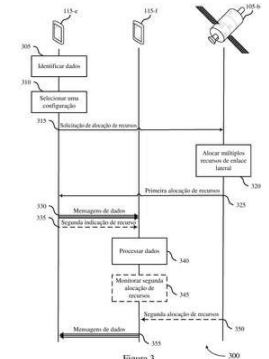 115-e
115-f
105-b
305
Identificar dados
310
Selecionar uma
configuração
315
Solicitação de alocação de recursos
Alocar múltiplos
recursos de enlace
lateral
320
Primeira alocação de recursos
325
330
Mensagens de dados
335
Segunda indicação de recurso
Processar dados
340
Monitorar segunda
alocação de
recursos
345
Segunda alocação de recursos
350
Mensagens de dados
355
300
Figura 3